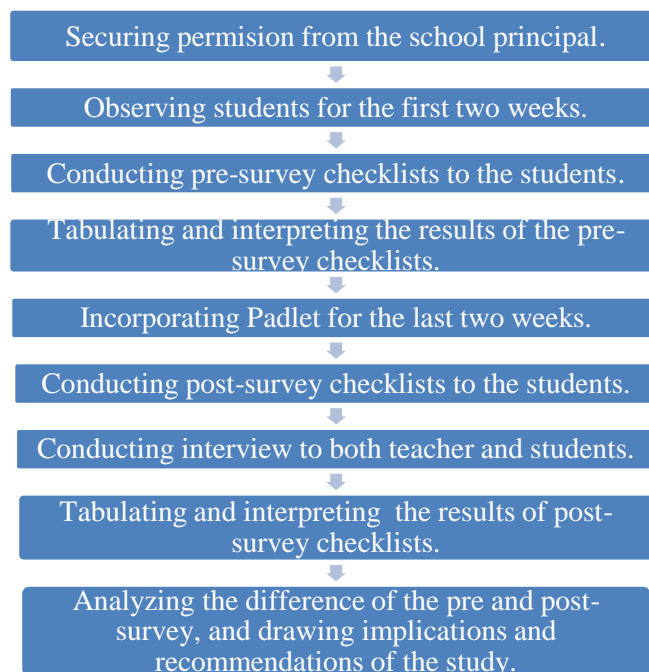 Securing permision from the school principal.
Observing students for the first two weeks.
Conducting pre-survey checklists to the students.
Tabulating and interpreting the results of the pre-
survey checklists.
Incorporating Padlet for the last two weeks.
Conducting post-survey checklists to the students.
Conducting interview to both teacher and students.
Tabulating and interpreting  the results of post-
survey checklists.
Analyzing the difference of the pre and post-
survey, and drawing implications and
recommendations of the study.